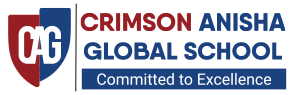 CAG
CRIMSON ANISHA
GLOBAL SCHOOL
Committed to Excellence